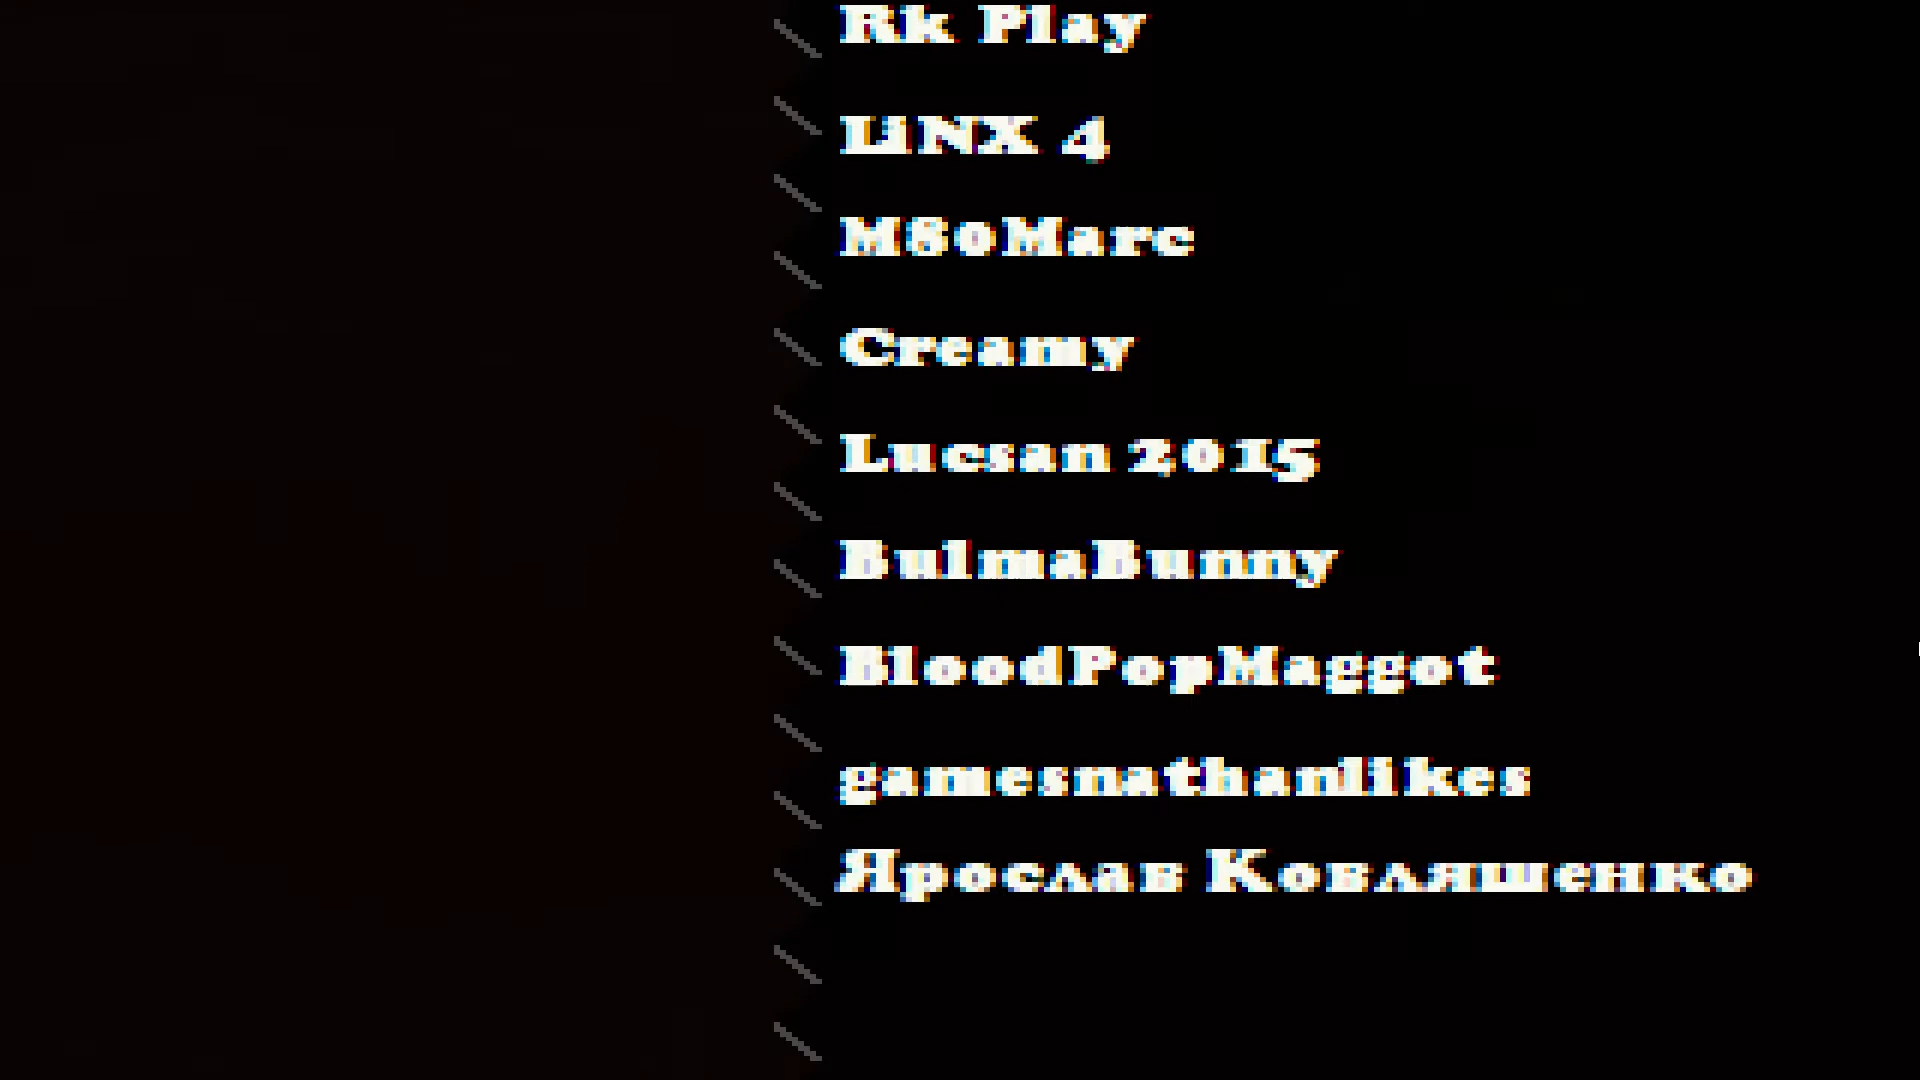 Rk Play
LiNX 4
M80Marc
Creamy
Lucsan 2015
BulmaBunny
BloodPopMaggot
gamesnathanlikes
Ярослав Ковляшенко